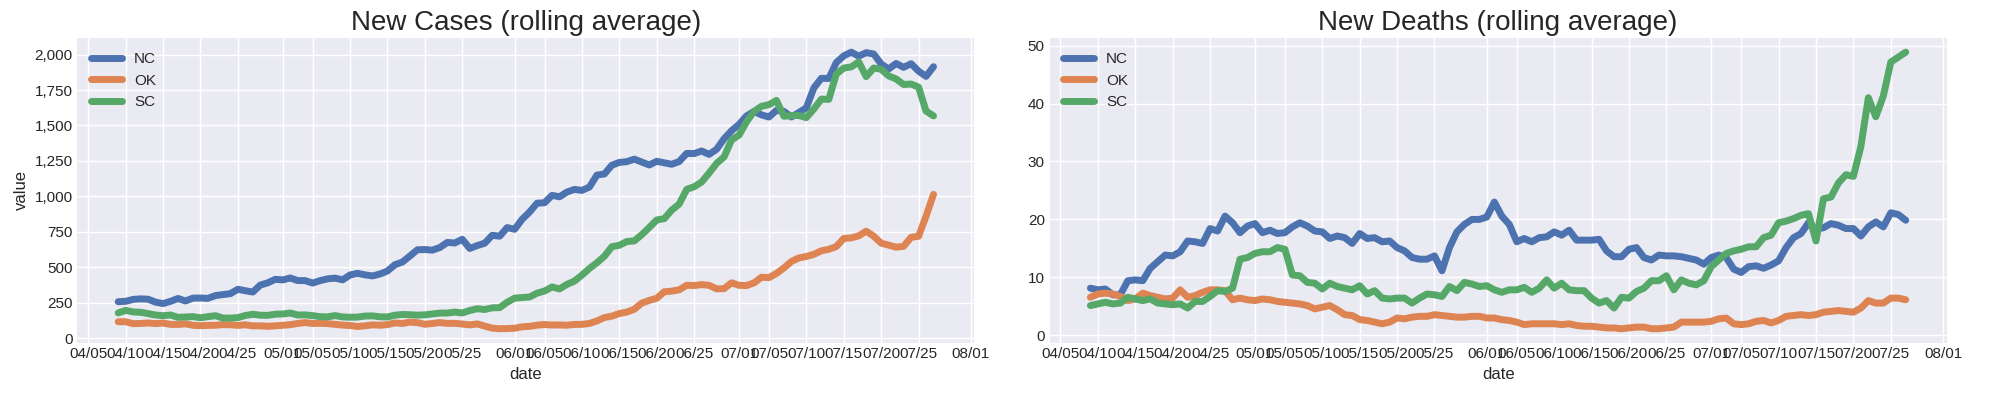 New Cases (rolling average)
2,000
1,750
1,500
1,250
1,000
750
500
250
0
value
NC
OK
SC
04/05 04/10 04/15 04/20 04/25 05/01 05/05 05/10 05/15 05/20 05/25 06/01 06/05 06/10 06/15 06/20 06/25 07/01 07/05 07/10 07/15 07/20 07/25 08/01
date
New Deaths (rolling average)
50
40
30
20
10
0
NC
OK
SC
04/05 04/10 04/15 04/20 04/25 05/01 05/05 05/10 05/15 05/20 05/25 06/01 06/05 06/10 06/15 06/20 06/25 07/01 07/05 07/10 07/15 07/20 07/25 08/01
date